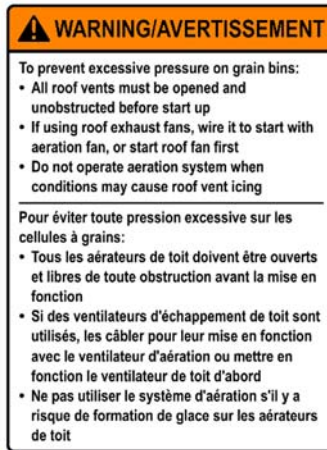 WARNING/AVERTISSEMENT
To prevent excessive pressure on grain bins:
• All roof vents must be opened and
unobstructed before start up
• If using roof exhaust fans, wire it to start with
aeration fan, or start roof fan first
• Do not operate aeration system when
conditions may cause roof vent icing
Pour éviter toute pression excessive sur les
cellules à grains:
• Tous les aérateurs de toit doivent être ouverts
et libres de toute obstruction avant la mise en
fonction
• Si des ventilateurs d'échappement de toit sont
utilisés, les câbler pour leur mise en fonction
avec le ventilateur d'aération ou mettre en
fonction le ventilateur de toit d'abord
• Ne pas utiliser le système d'aération s'il y a
risque de formation de glace sur les aérateurs
de toit